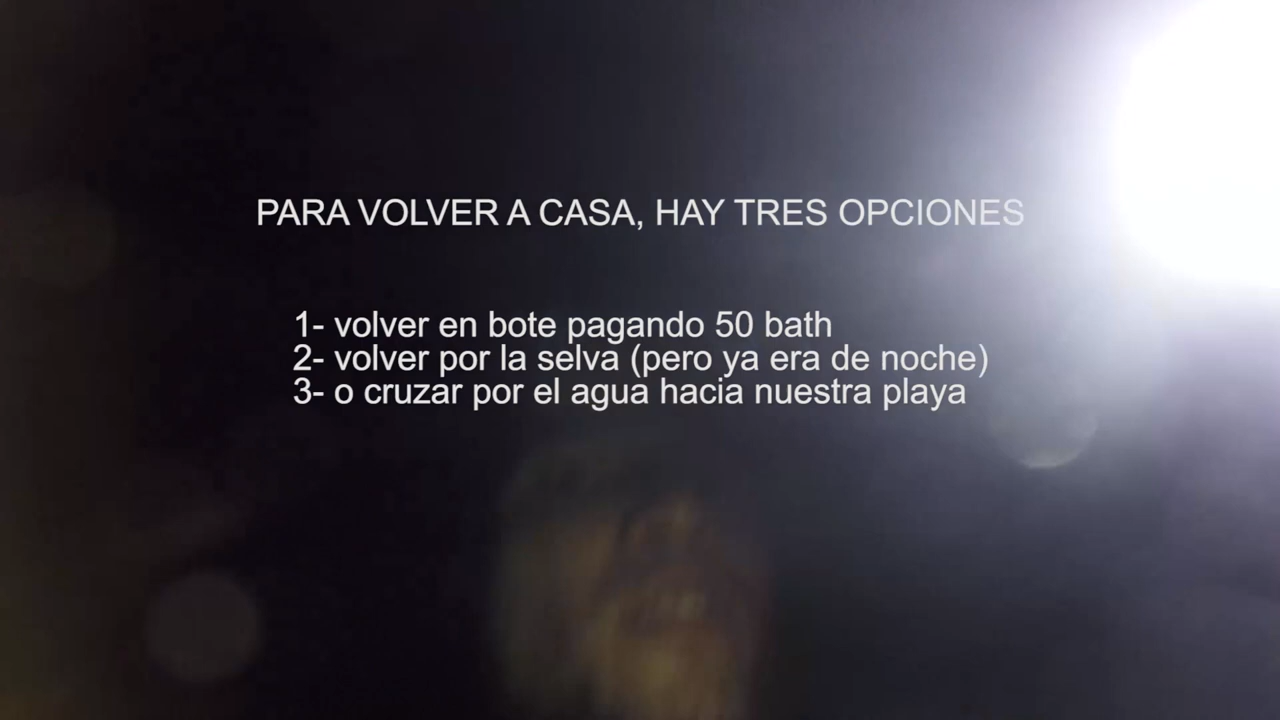 PARA VOLVER A CASA, HAY TRES OPCIONES
1- volver en bote pagando 50 bath
2- volver por la selva (pero ya era de noche)
3- o cruzar por el agua hacia nuestra playa